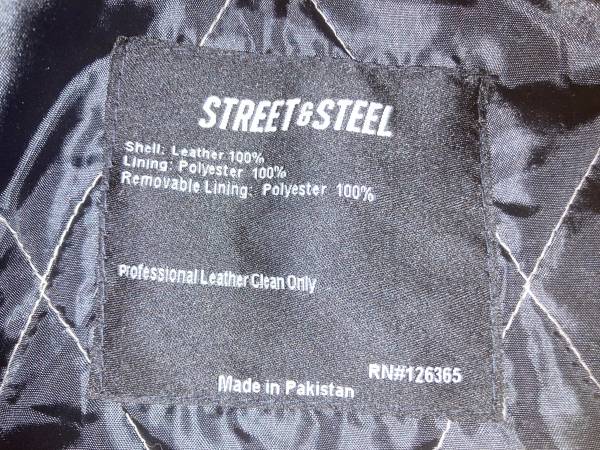 STREET&STEEL
Shell: Leather 100%
Lining: Polyester 100%
Removable Lining: Polyester 100%
Professional Leather Clean Only
RN#126365
Made in Pakistan